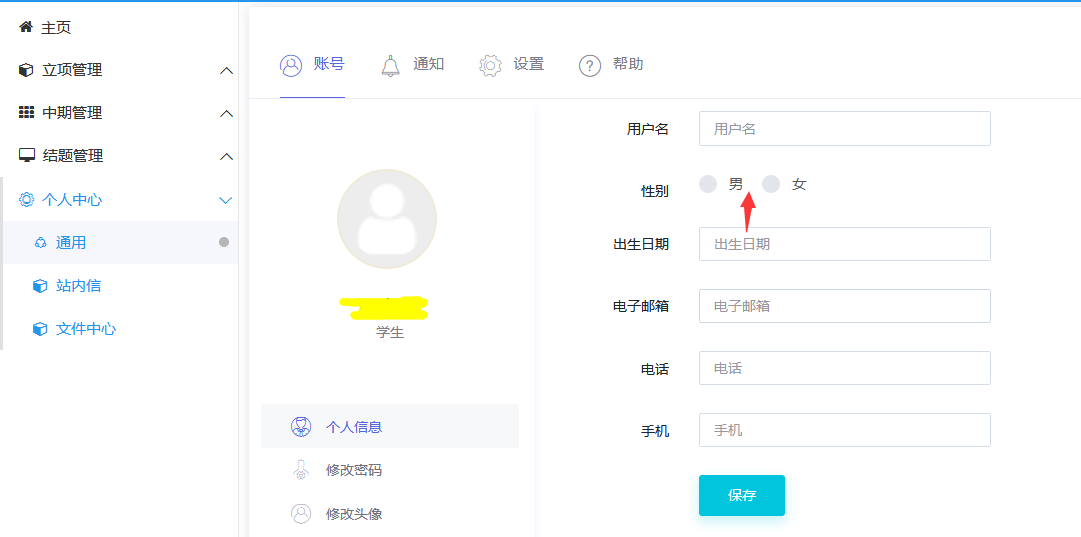 主页
立项管理
中期管理
结题管理
个人中心
通用
站内信
文件中心
账号 通知 设置 帮助
学生
个人信息
修改密码
修改头像
用户名 用户名
性别 男 女
出生日期 出生日期
电子邮箱 电子邮箱
电话 电话
手机 手机
保存